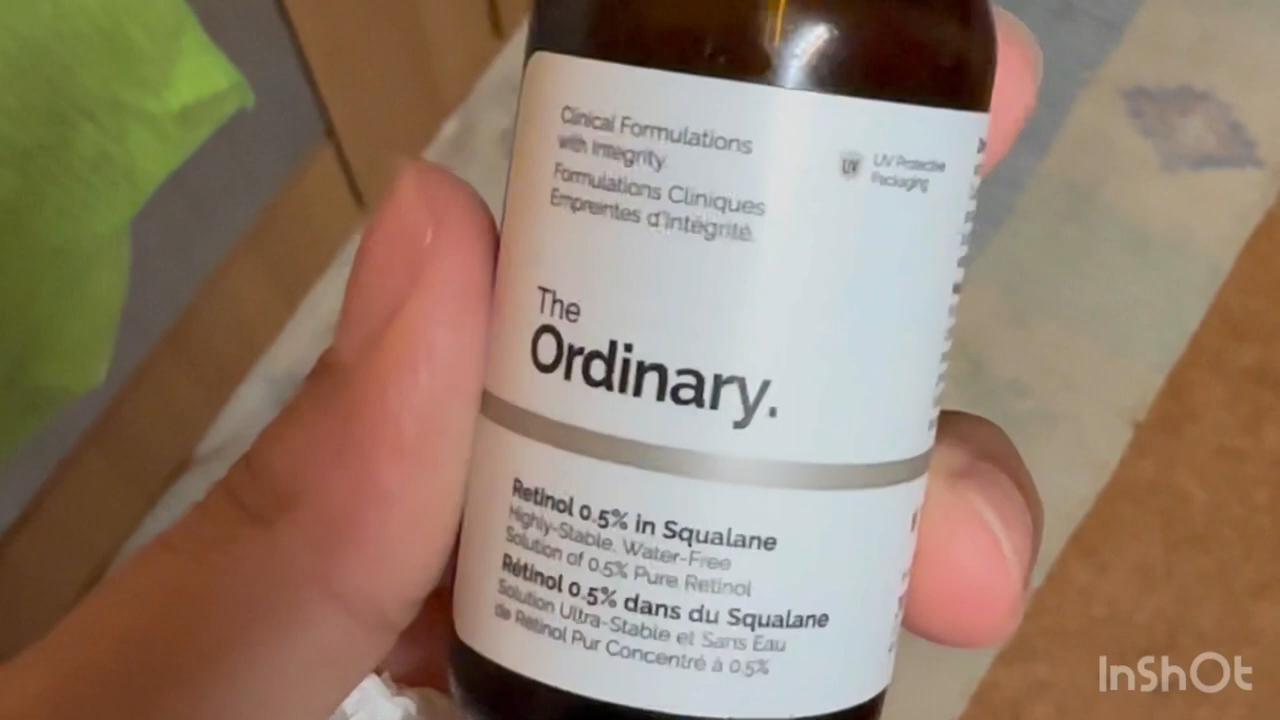 Clinical Formulations
with Integrity.
Formulations Cliniques
Empreintes d'Intégrité.
UV
UV Protective
Packaging
The
Ordinary.
Retinol 0.5% in Squalane
Highly-Stable, Water-Free
Solution of 0.5% Pure Retinol
Rétinol 0.5% dans du Squalane
Solution Ultra-Stable et Sans Eau
de Rétinol Pur Concentré à 0.5%
InShOt